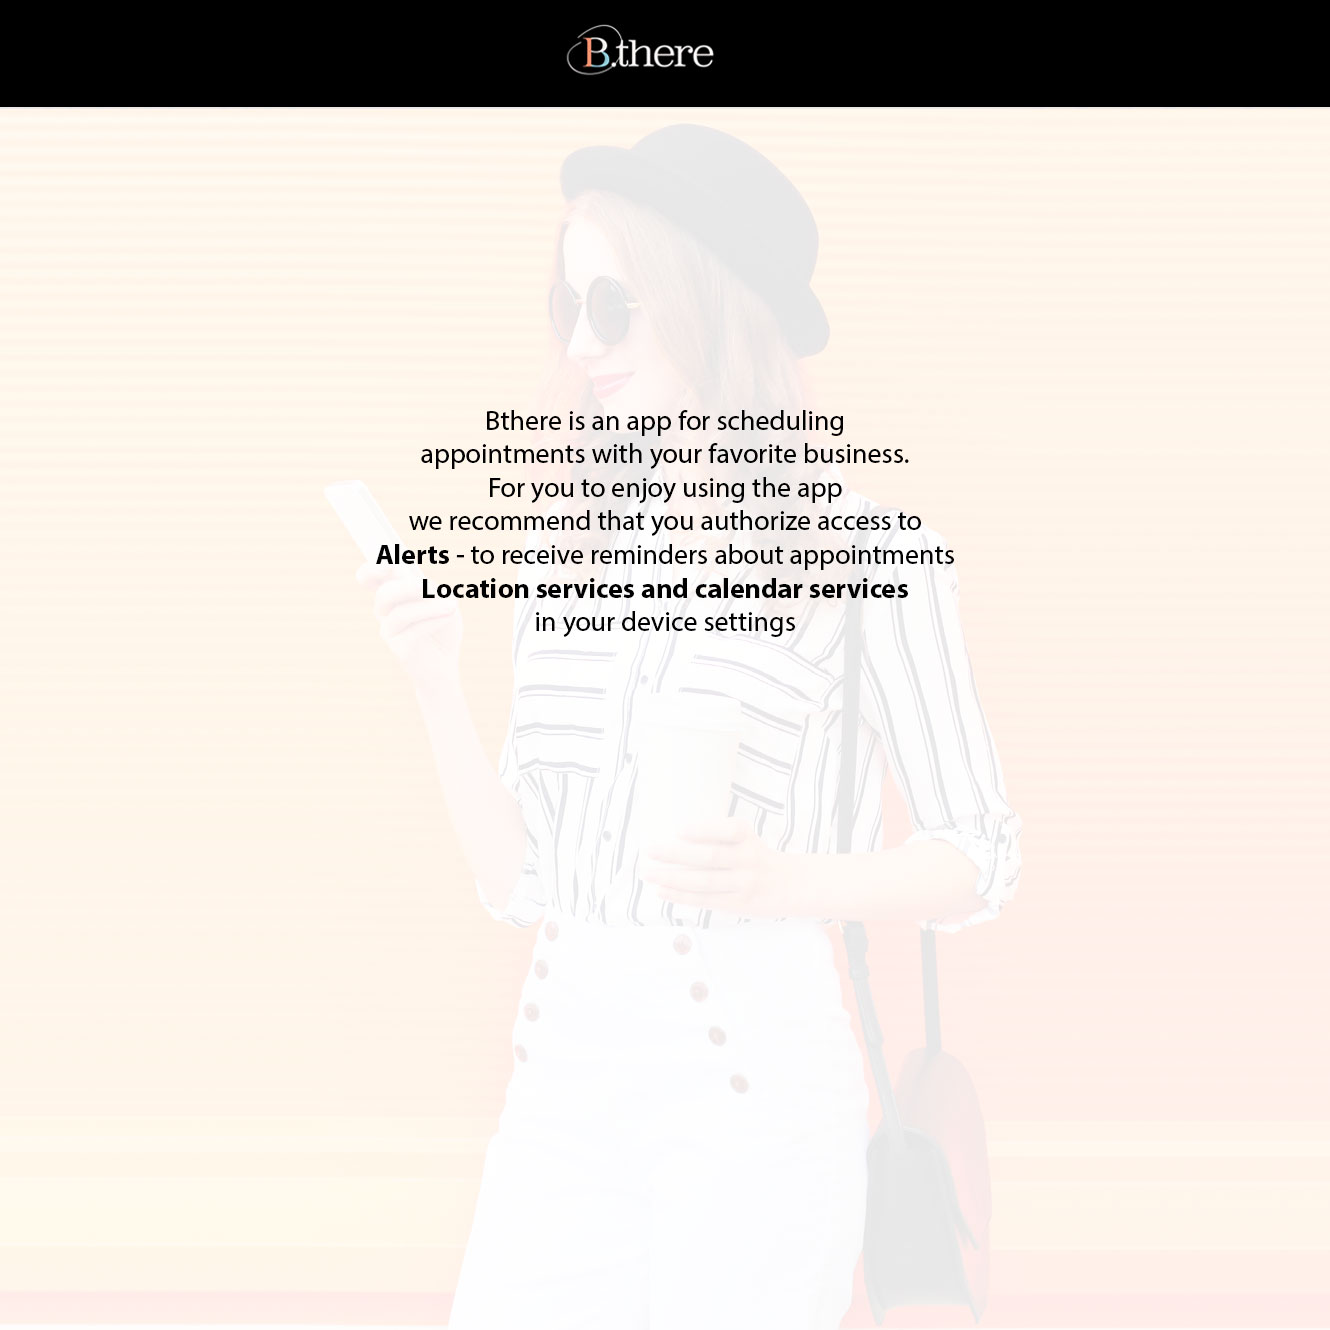 B.there
Bthere is an app for scheduling
appointments with your favorite business.
For you to enjoy using the app
we recommend that you authorize access to
Alerts - to receive reminders about appointments
Location services and calendar services
in your device settings